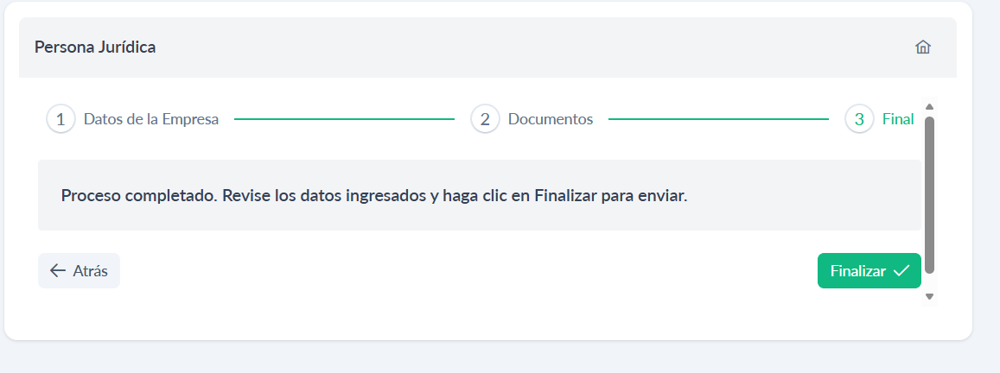 Persona Jurídica
1 Datos de la Empresa 2 Documentos 3 Final
Proceso completado. Revise los datos ingresados y haga clic en Finalizar para enviar.
Atrás Finalizar